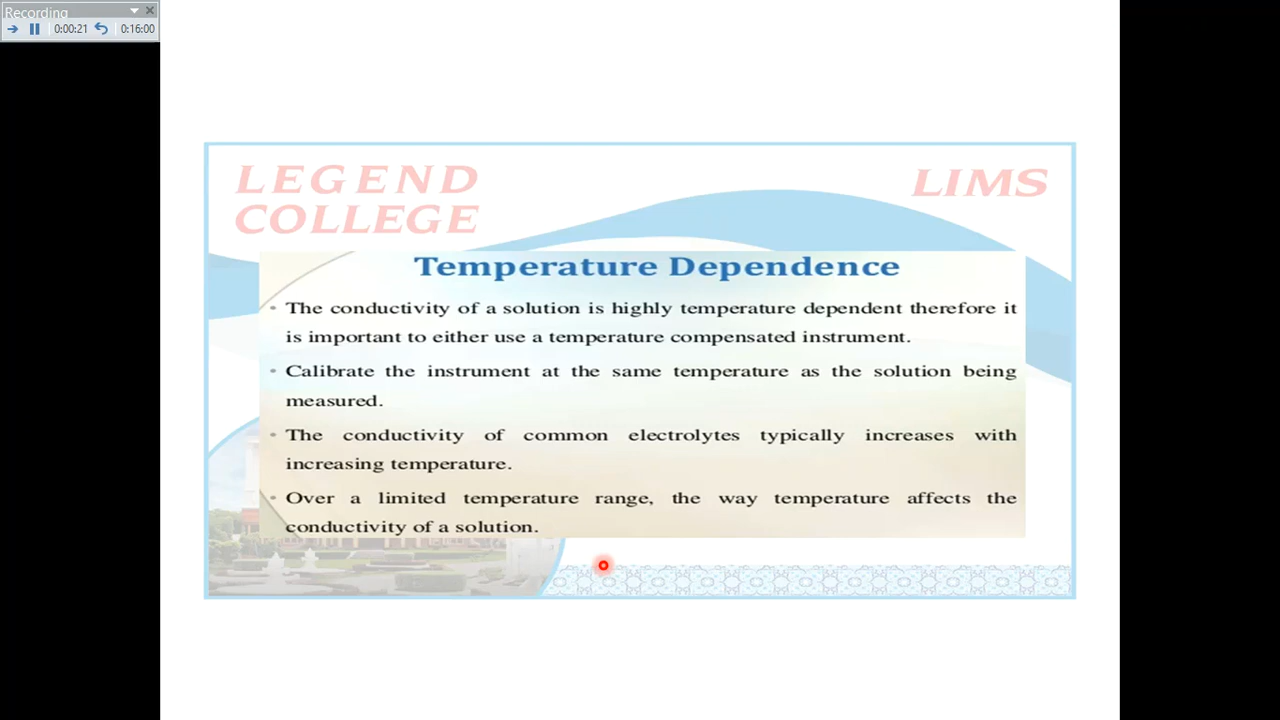 Recording
0:00:21
0:16:00
LEGEND
COLLEGE
LIMS
Temperature Dependence
• The conductivity of a solution is highly temperature dependent therefore it
is important to either use a temperature compensated instrument.
• Calibrate the instrument at the same temperature as the solution being
measured.
• The conductivity of common electrolytes typically increases with
increasing temperature.
• Over a limited temperature range, the way temperature affects the
conductivity of a solution.